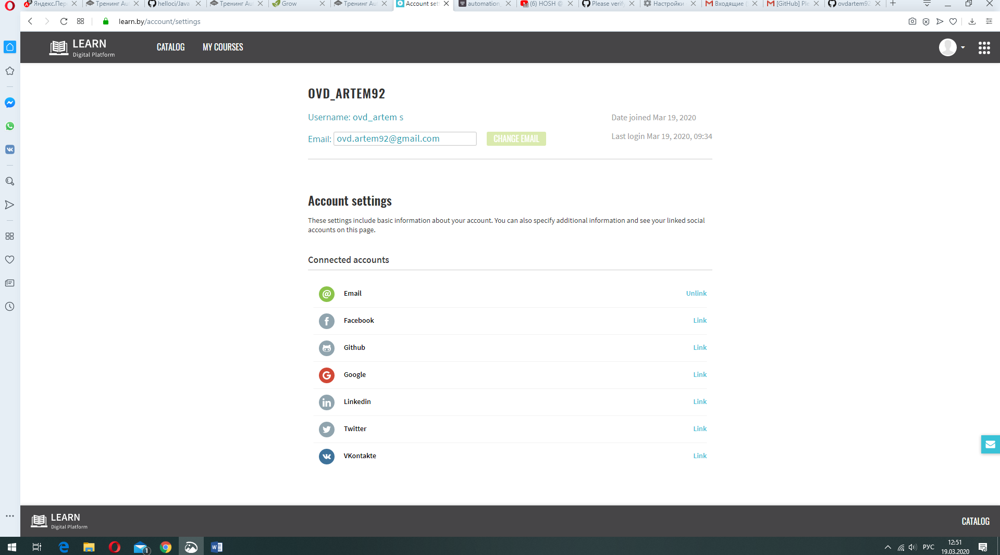 Яндекс.Пер
Тренинг Au
helloci/Java
Тренинг Au
Grow
Тренинг Au
Account set
automation_
(6) HOSH @
Please verify
Настройки
Входящие (
[GitHub] Ple
ovdartem92
learn.by/account/settings
LEARN
Digital Platform
CATALOG
MY COURSES
OVD_ARTEM92
Username: ovd_artem s
Date joined Mar 19, 2020
Email: ovd.artem92@gmail.com
CHANGE EMAIL
Last login Mar 19, 2020, 09:34
Account settings
These settings include basic information about your account. You can also specify additional information and see your linked social
accounts on this page.
Connected accounts
Email
Unlink
Facebook
Link
Github
Link
Google
Link
Linkedin
Link
Twitter
Link
VKontakte
Link
LEARN
Digital Platform
CATALOG
1
РУС
12:51
19.03.2020